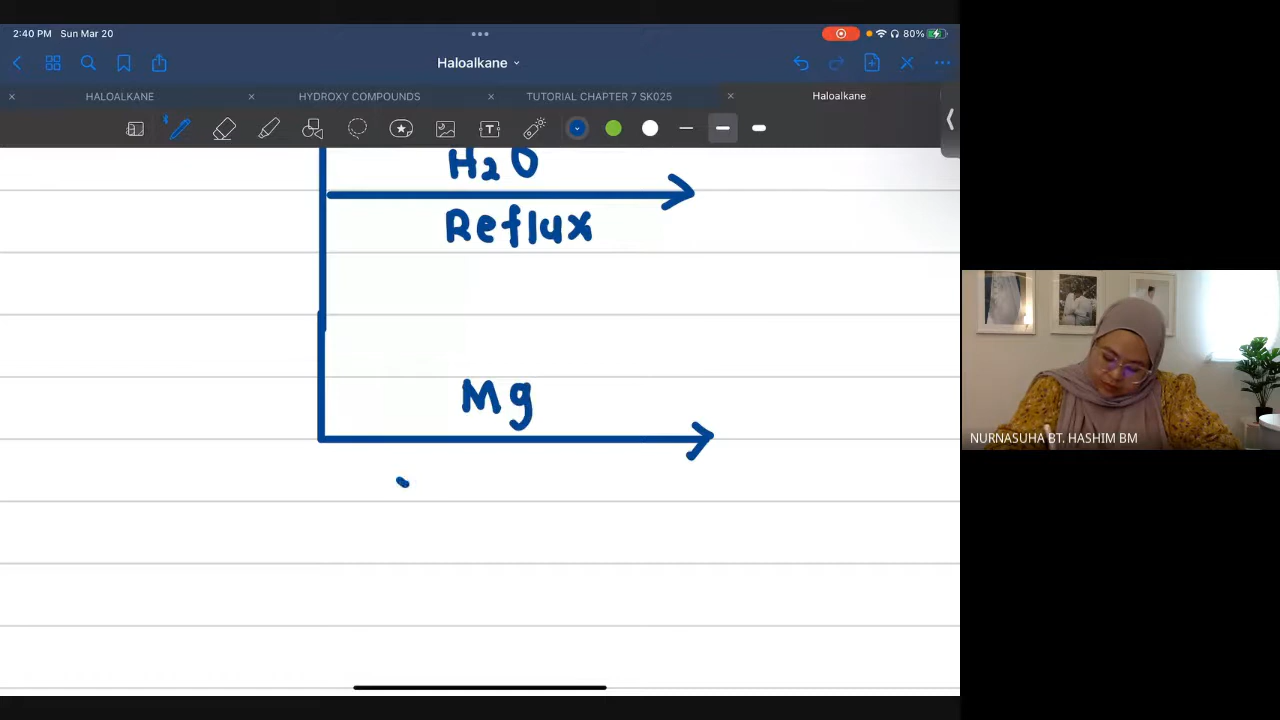 2:40 PM Sun Mar 20
80%
Haloalkane
HALOALKANE
HYDROXY COMPOUNDS
TUTORIAL CHAPTER 7 SK025
Haloalkane
H2O
Reflux
Mg
NURNASUHA BT. HASHIM BM